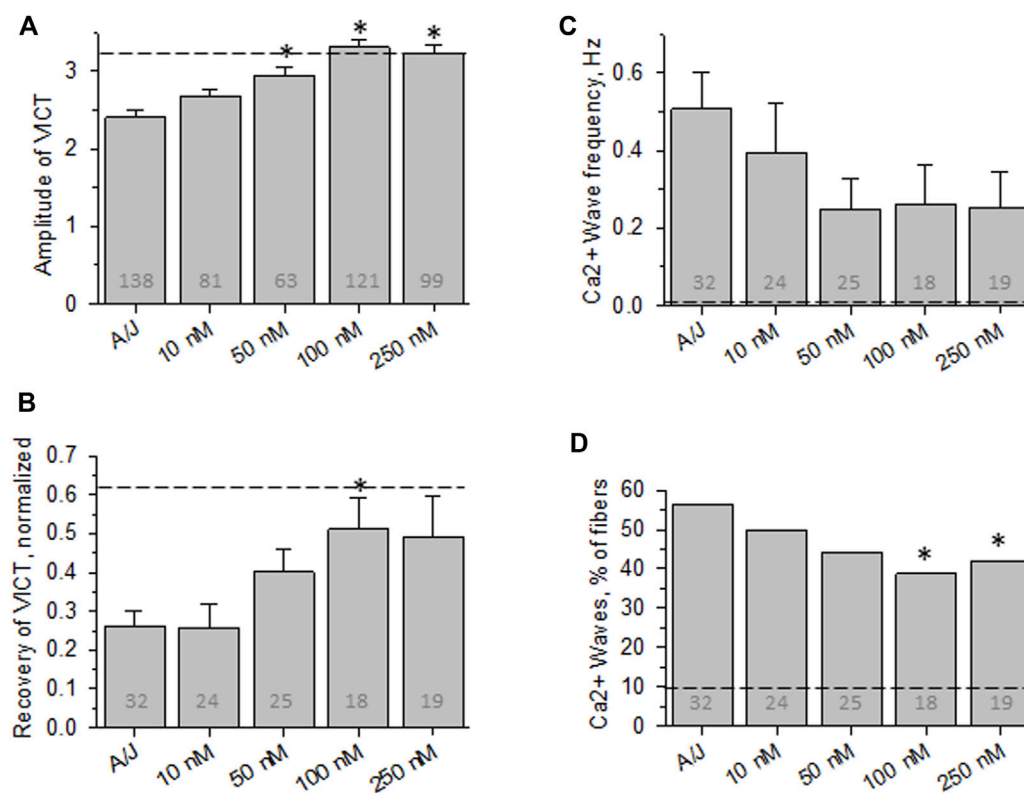 A
Amplitude of VICT
3
2
1
0
* * *
138 81 63 121 99
A/J 10 nM 50 nM 100 nM 250 nM
B
Recovery of VICT, normalized
0.7
0.6
0.5
0.4
0.3
0.2
0.1
0.0
*
32 24 25 18 19
A/J 10 nM 50 nM 100 nM 250 nM
C
Ca2+ Wave frequency, Hz
0.6
0.4
0.2
0.0
32 24 25 18 19
A/J 10 nM 50 nM 100 nM 250 nM
D
Ca2+ Waves, % of fibers
60
50
40
30
20
10
0
* *
32 24 25 18 19
A/J 10 nM 50 nM 100 nM 250 nM